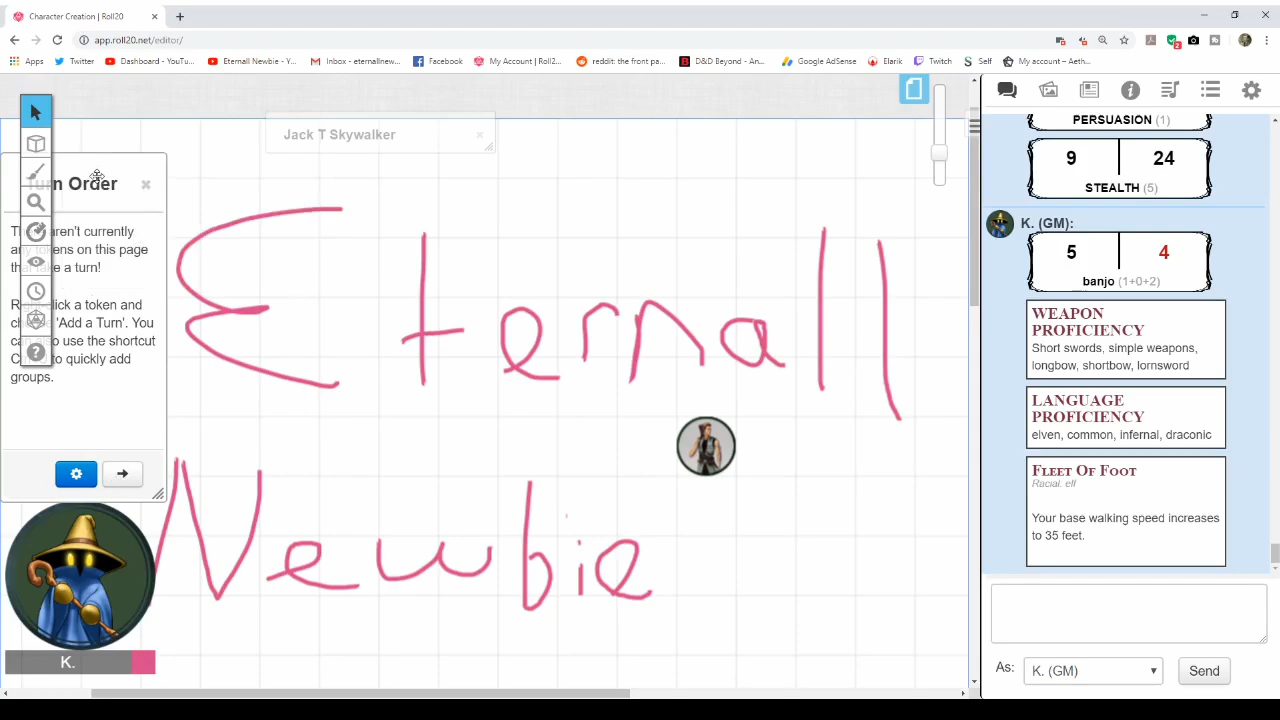 Character Creation | Roll20
app.roll20.net/editor/
Apps
Twitter
Dashboard - YouTu...
Eternall Newbie - Y...
Inbox - eternallnew...
Facebook
My Account | Roll2...
reddit: the front pa...
D&D Beyond - An...
Google AdSense
Elarik
Twitch
Self
My account – Aeth...
Jack T Skywalker
Turn Order
aren't currently
any tokens on this page
that take a turn!
click a token and
'Add a Turn'. You
use the shortcut
to quickly add
groups.
Eternall
Newbie
K.
PERSUASION (1)
9 24
STEALTH (5)
K. (GM):
5 4
banjo (1+0+2)
WEAPON
PROFICIENCY
Short swords, simple weapons,
longbow, shortbow, lornsword
LANGUAGE
PROFICIENCY
elven, common, infernal, draconic
FLEET OF FOOT
Racial. elf
Your base walking speed increases
to 35 feet.
As: K. (GM) Send